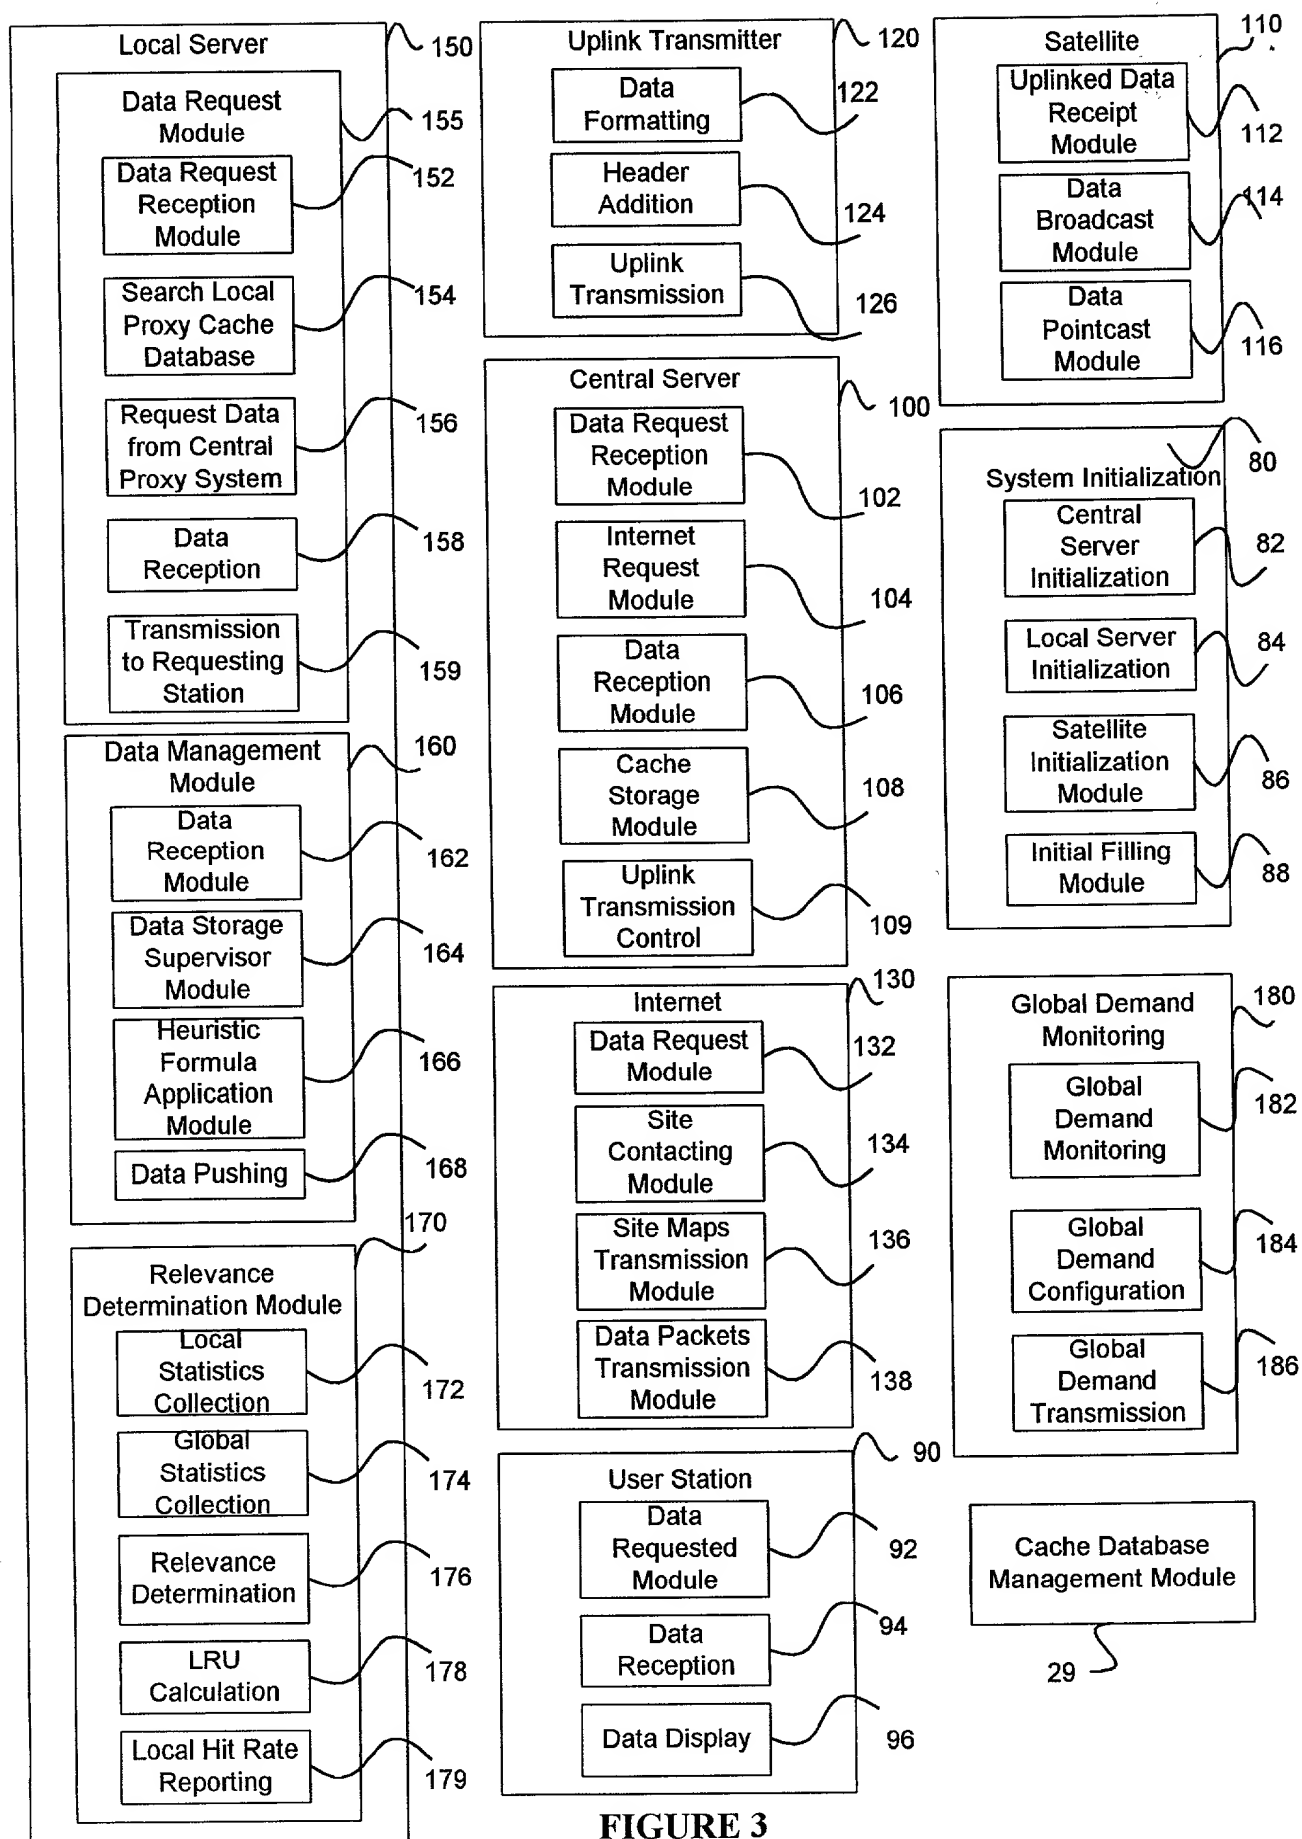 Local Server
150
Data Request
Module
155
Data Request
Reception
Module
152
Search Local
Proxy Cache
Database
154
Request Data
from Central
Proxy System
156
Data
Reception
158
Transmission
to Requesting
Station
159
Data Management
Module
160
Data
Reception
Module
162
Data Storage
Supervisor
Module
164
Heuristic
Formula
Application
Module
166
Data Pushing
168
170
Relevance
Determination Module
Local
Statistics
Collection
172
Global
Statistics
Collection
174
Relevance
Determination
176
LRU
Calculation
178
Local Hit Rate
Reporting
179
Uplink Transmitter
120
Data
Formatting
122
Header
Addition
124
Uplink
Transmission
126
Central Server
100
Data Request
Reception
Module
102
Internet
Request
Module
104
Data
Reception
Module
106
Cache
Storage
Module
108
Uplink
Transmission
Control
109
Internet
130
Data Request
Module
132
Site
Contacting
Module
134
Site Maps
Transmission
Module
136
Data Packets
Transmission
Module
138
User Station
90
Data
Requested
Module
92
Data
Reception
94
Data Display
96
Satellite
110
Uplinked Data
Receipt
Module
112
Data
Broadcast
Module
114
Data
Pointcast
Module
116
System Initialization
80
Central
Server
Initialization
82
Local Server
Initialization
84
Satellite
Initialization
Module
86
Initial Filling
Module
88
Global Demand
Monitoring
180
Global
Demand
Monitoring
182
Global
Demand
Configuration
184
Global
Demand
Transmission
186
Cache Database
Management Module
29
FIGURE 3